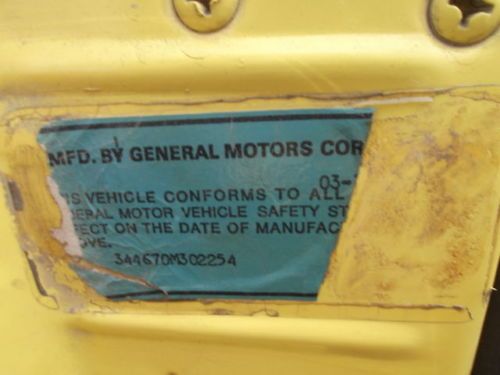 MFD. BY GENERAL MOTORS COR
03-
IS VEHICLE CONFORMS TO ALL
ERAL MOTOR VEHICLE SAFETY ST
FECT ON THE DATE OF MANUFAC
OVE.
344670M302254